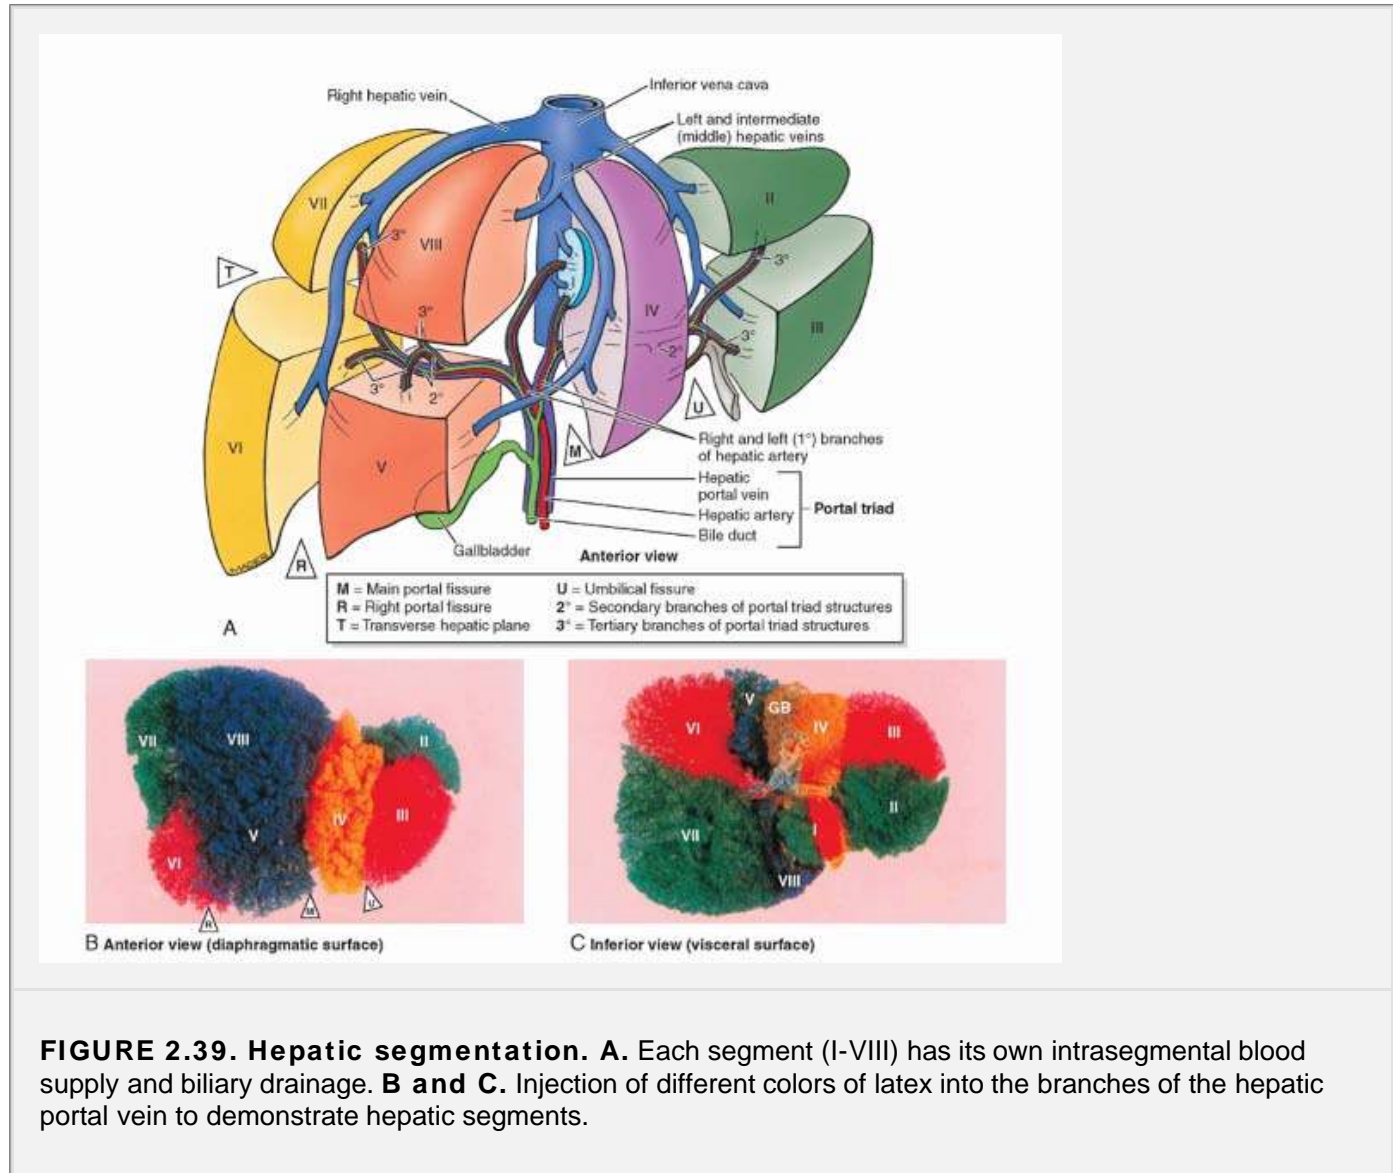 Right hepatic vein
Inferior vena cava
Left and intermediate
(middle) hepatic veins
VII
VIII
II
3°
3°
T
3°
IV
III
2°
3°
3°
2°
U
VI
V
M
Right and left (1°) branches
of hepatic artery
Hepatic
portal vein
Hepatic artery
Bile duct
Portal triad
Gallbladder
Anterior view
R
M = Main portal fissure
R = Right portal fissure
T = Transverse hepatic plane
U = Umbilical fissure
2° = Secondary branches of portal triad structures
3° = Tertiary branches of portal triad structures
A
VII
VIII
II
IV
III
V
VI
R
M
U
B Anterior view (diaphragmatic surface)
V
GB
VI
IV
III
II
VII
I
VIII
C Inferior view (visceral surface)
FIGURE 2.39. Hepatic segmentation. A. Each segment (I-VIII) has its own intrasegmental blood
supply and biliary drainage. B and C. Injection of different colors of latex into the branches of the hepatic
portal vein to demonstrate hepatic segments.